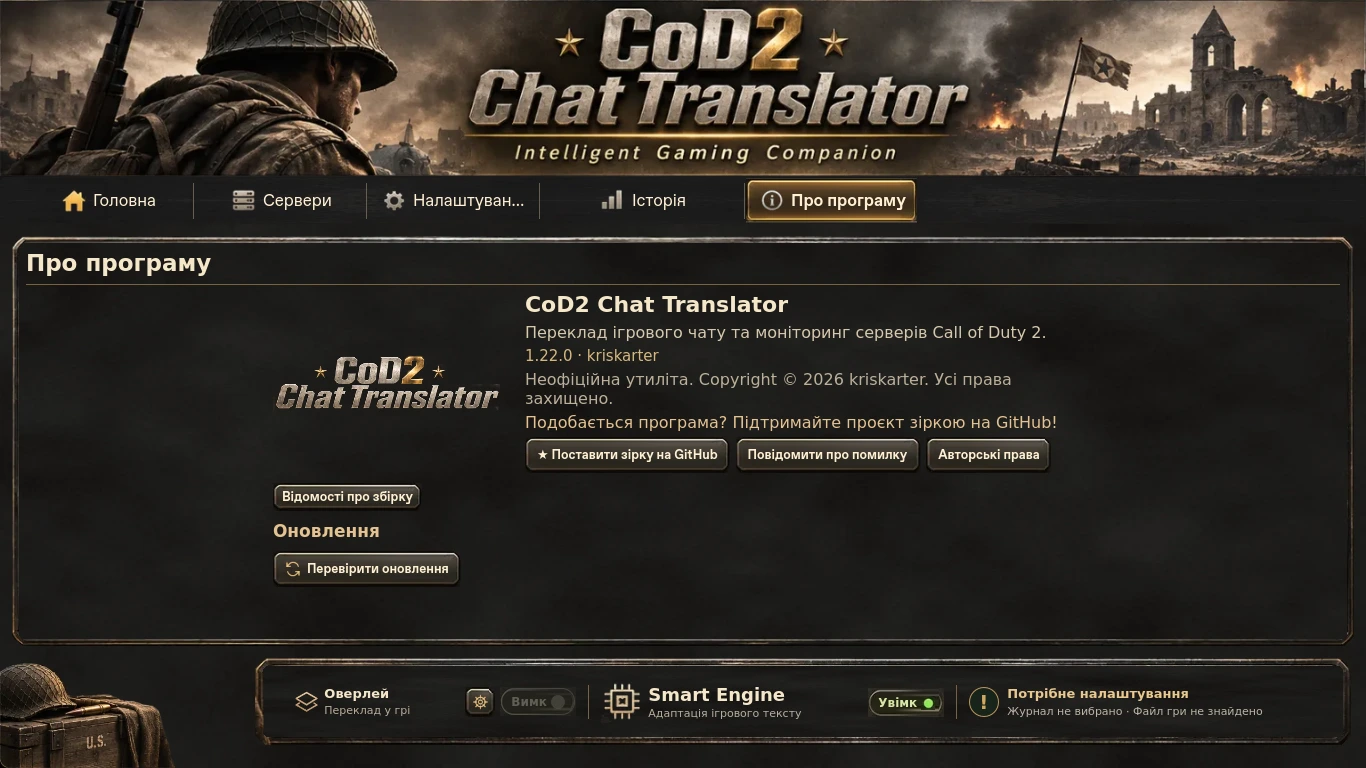 CoD2
Chat Translator
Intelligent Gaming Companion
Головна
Сервери
Налаштуван...
Історія
Про програму
Про програму
CoD2 Chat Translator
Переклад ігрового чату та моніторинг серверів Call of Duty 2.
1.22.0 · kriskarter
Неофіційна утиліта. Copyright © 2026 kriskarter. Усі права
захищено.
Подобається програма? Підтримайте проєкт зіркою на GitHub!
CoD2
Chat Translator
★ Поставити зірку на GitHub
Повідомити про помилку
Авторські права
Відомості про збірку
Оновлення
Перевірити оновлення
U.S.
Оверлей
Переклад у грі
Вимк
Smart Engine
Адаптація ігрового тексту
Увімк
Потрібне налаштування
Журнал не вибрано · Файл гри не знайдено